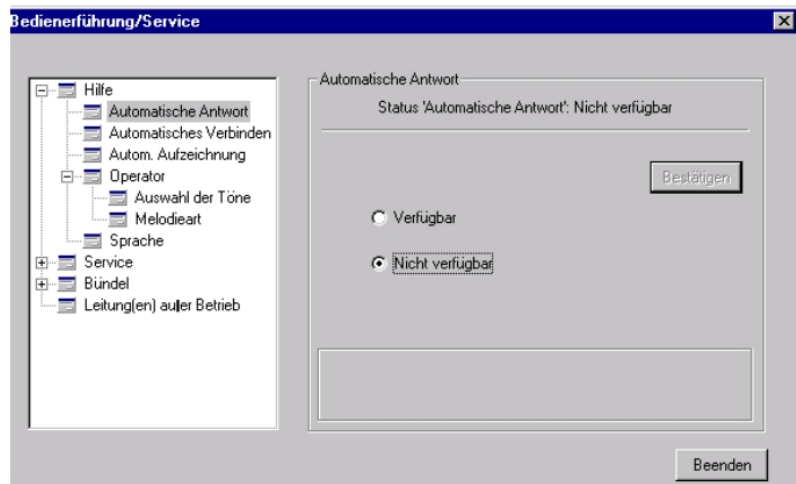 Bedienerführung/Service
Hilfe
Automatische Antwort
Automatisches Verbinden
Autom. Aufzeichnung
Operator
Auswahl der Töne
Melodieart
Sprache
Service
Bündel
Leitung(en) außer Betrieb
Automatische Antwort
Status 'Automatische Antwort': Nicht verfügbar
Bestätigen
Verfügbar
Nicht verfügbar
Beenden